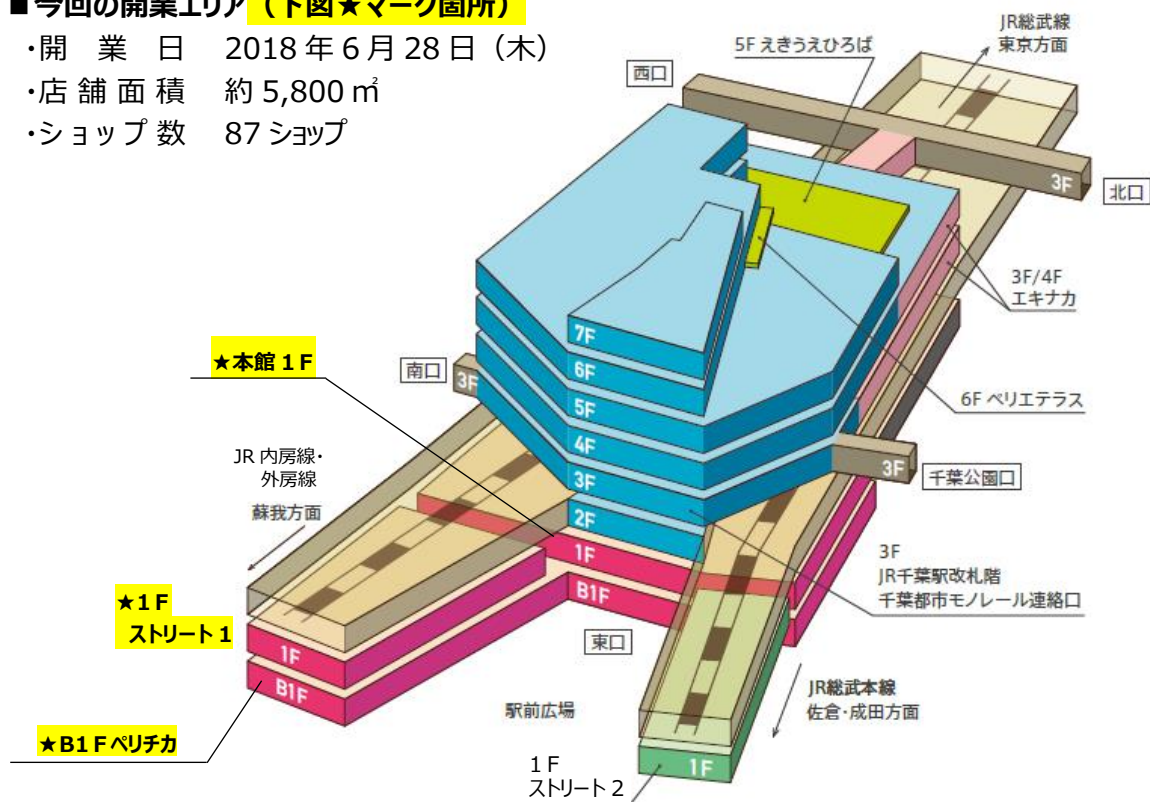 ■今回の開業エリア（下図★マーク箇所）
・開業日 2018年6月28日（木）
・店舗面積 約5,800㎡
・ショップ数 87ショップ
JR総武線
東京方面
5F えきうえひろば
西口
3F
北口
3F/4F
エキナカ
7F
6F
5F
4F
3F
2F
1F
B1F
★本館1F
南口
3F
6F ペリエテラス
3F
千葉公園口
JR 内房線・
外房線
蘇我方面
3F
JR千葉駅改札階
千葉都市モノレール連絡口
★1F
ストリート1
1F
B1F
東口
JR総武本線
佐倉・成田方面
駅前広場
★B1Fペリチカ
1F
1F
ストリート2